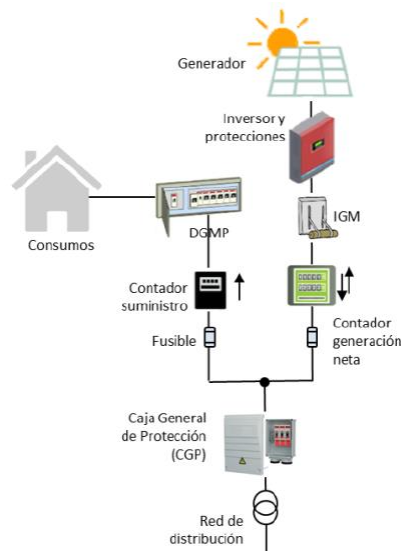 Generador
Inversor y
protecciones
IGM
DGMP
Consumos
Contador
suministro
Fusible
Contador
generación
neta
Caja General
de Protección
(CGP)
Red de
distribución